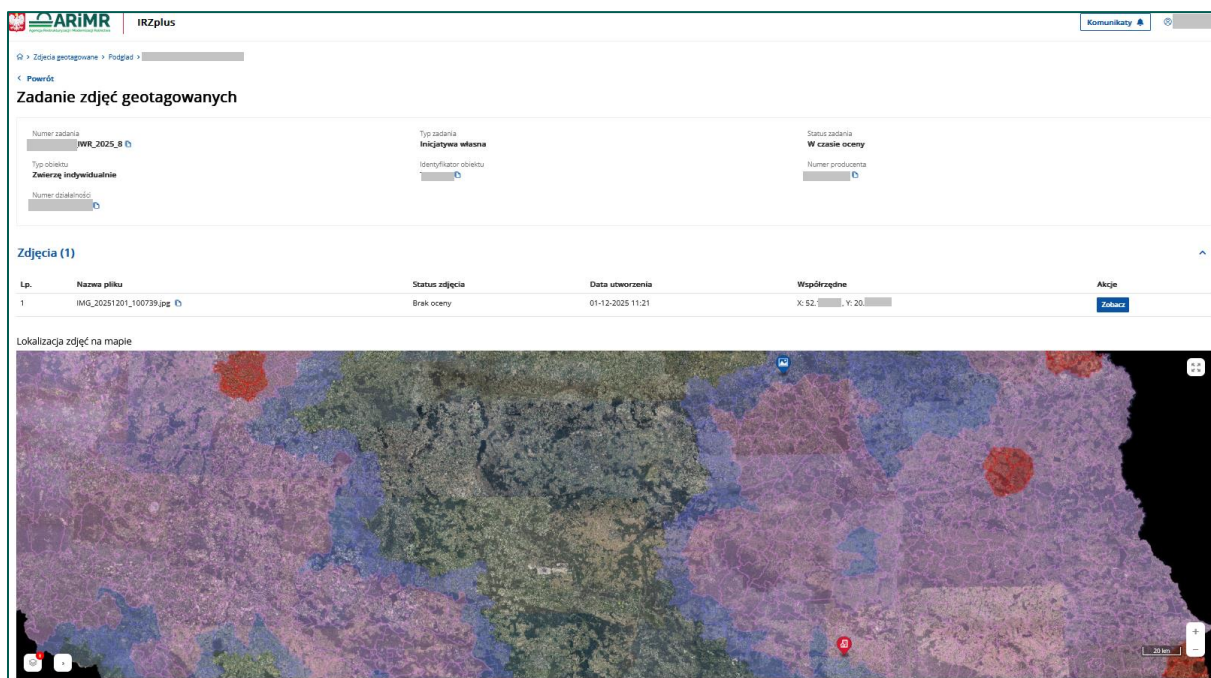 ARiMR IRZplus Komunikaty
Zdjęcia geotagowane > Podgląd >
< Powrót
Zadanie zdjęć geotagowanych
Numer zadania Typ zadania Status zadania
IWR_2025_8 Inicjatywa własna W czasie oceny
Typ obiektu Identyfikator obiektu Numer producenta
Zwierzę indywidualnie
Numer działalności
Zdjęcia (1)
Lp. Nazwa pliku Status zdjęcia Data utworzenia Współrzędne Akcje
1 IMG_20251201_100739.jpg Brak oceny 01-12-2025 11:21 X: 52. , Y: 20. Zobacz
Lokalizacja zdjęć na mapie
20 km